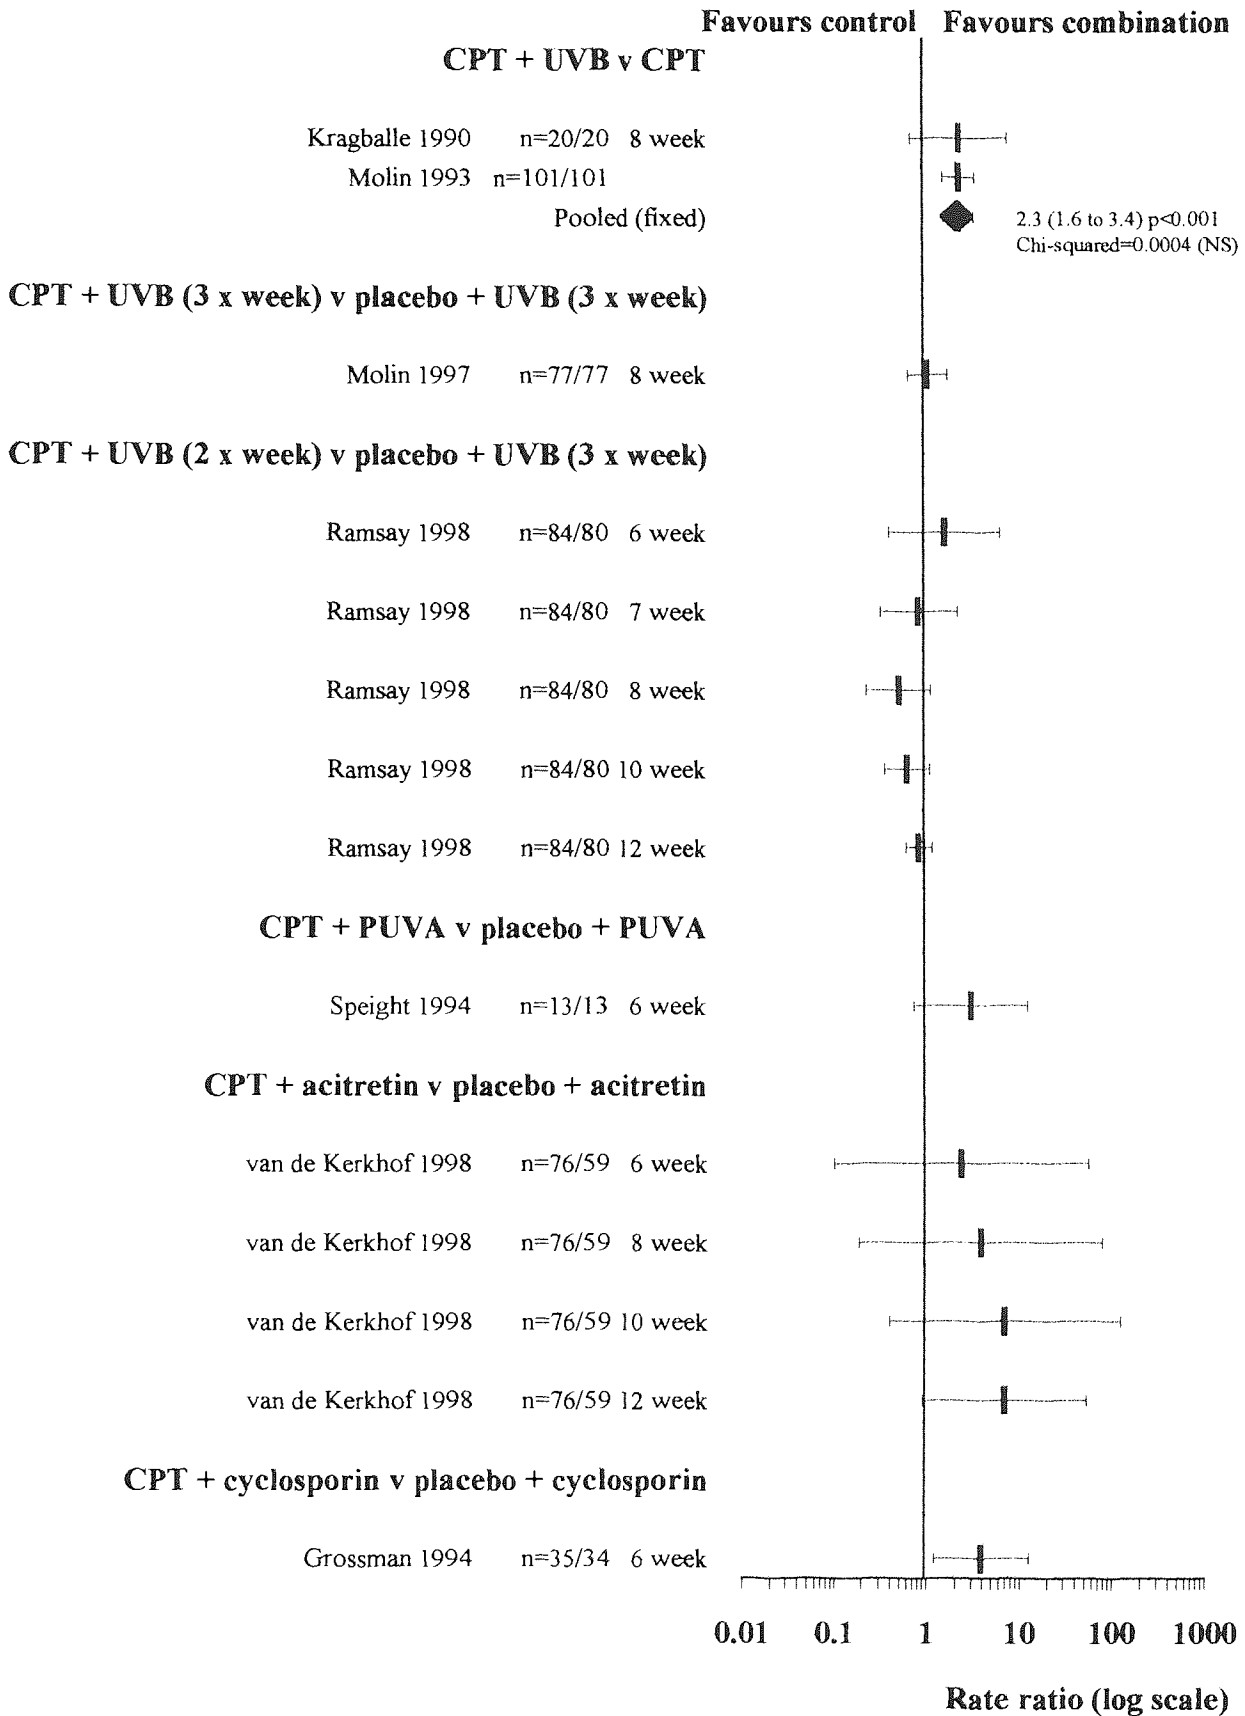 Favours control Favours combination
CPT + UVB v CPT
Kragballe 1990 n=20/20 8 week
Molin 1993 n=101/101
Pooled (fixed)
2.3 (1.6 to 3.4) p<0.001
Chi-squared=0.0004 (NS)
CPT + UVB (3 x week) v placebo + UVB (3 x week)
Molin 1997 n=77/77 8 week
CPT + UVB (2 x week) v placebo + UVB (3 x week)
Ramsay 1998 n=84/80 6 week
Ramsay 1998 n=84/80 7 week
Ramsay 1998 n=84/80 8 week
Ramsay 1998 n=84/80 10 week
Ramsay 1998 n=84/80 12 week
CPT + PUVA v placebo + PUVA
Speight 1994 n=13/13 6 week
CPT + acitretin v placebo + acitretin
van de Kerkhof 1998 n=76/59 6 week
van de Kerkhof 1998 n=76/59 8 week
van de Kerkhof 1998 n=76/59 10 week
van de Kerkhof 1998 n=76/59 12 week
CPT + cyclosporin v placebo + cyclosporin
Grossman 1994 n=35/34 6 week
0.01 0.1 1 10 100 1000
Rate ratio (log scale)